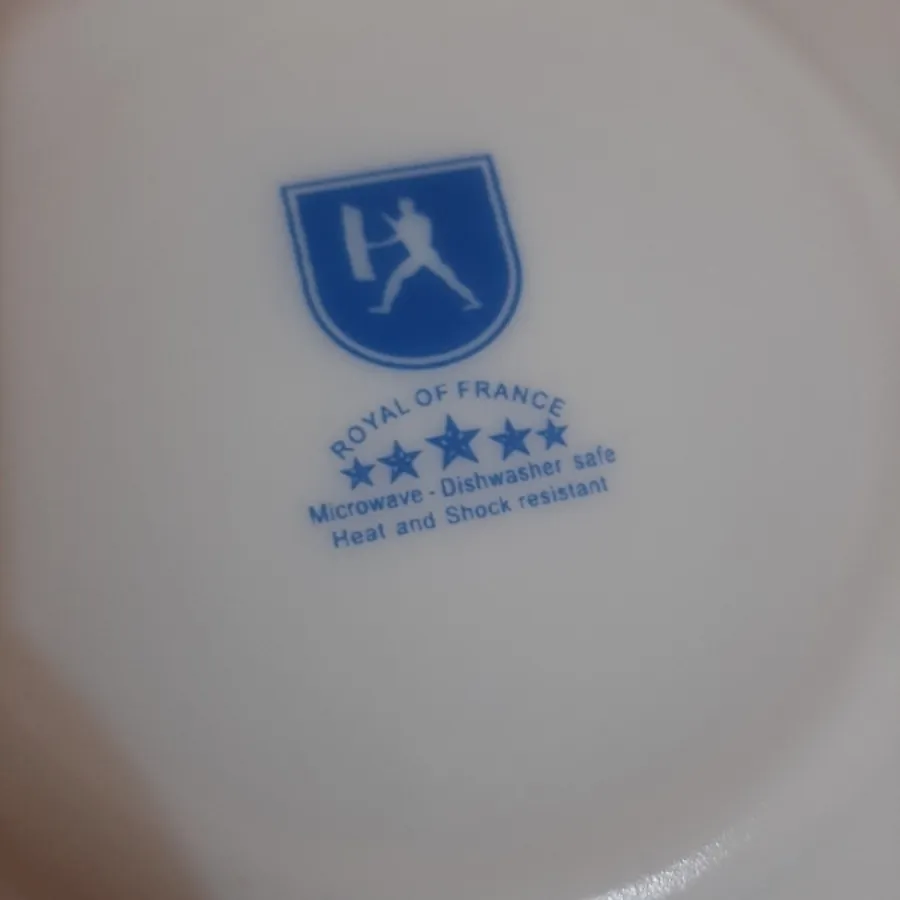 ROYAL OF FRANCE
Microwave - Dishwasher safe
Heat and Shock resistant